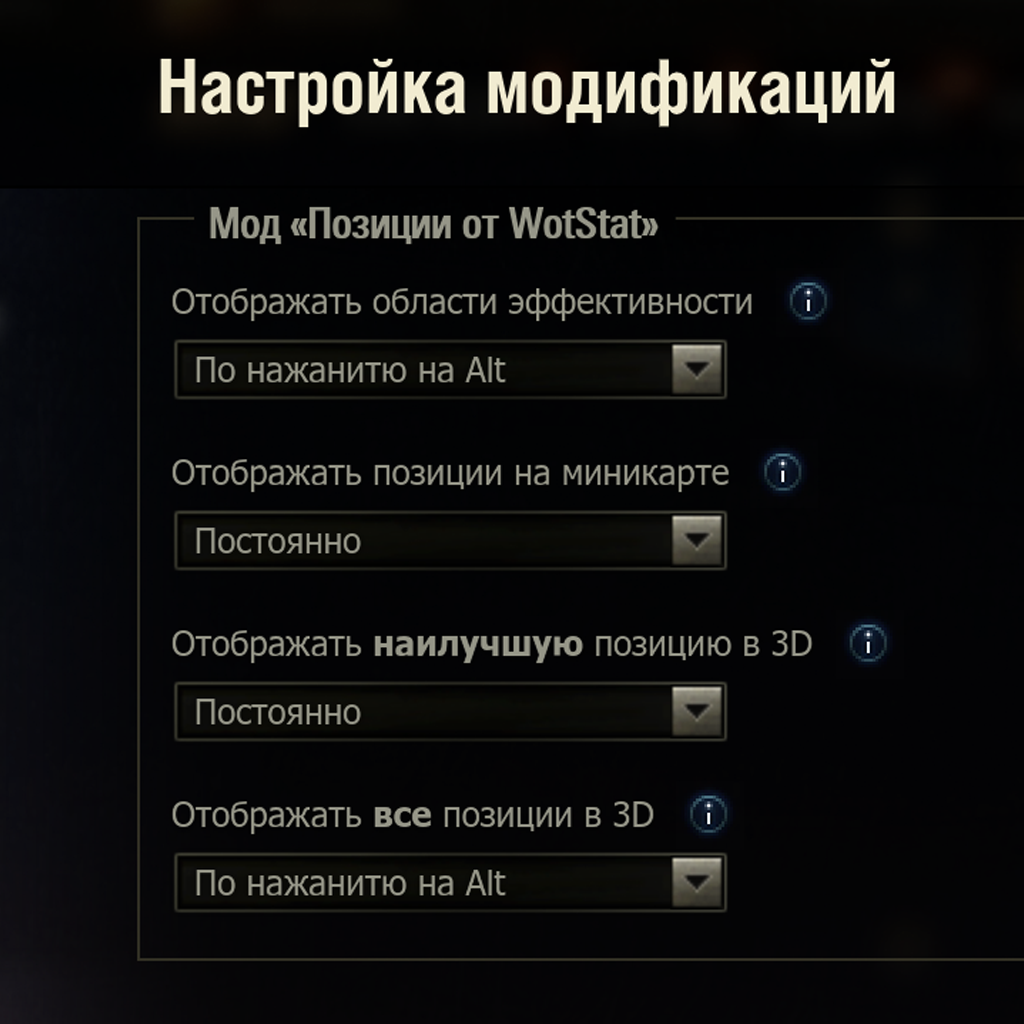 Настройка модификаций
Мод «Позиции от WotStat»
Отображать области эффективности
По нажанитю на Alt
Отображать позиции на миникарте
Постоянно
Отображать наилучшую позицию в 3D
Постоянно
Отображать все позиции в 3D
По нажанитю на Alt